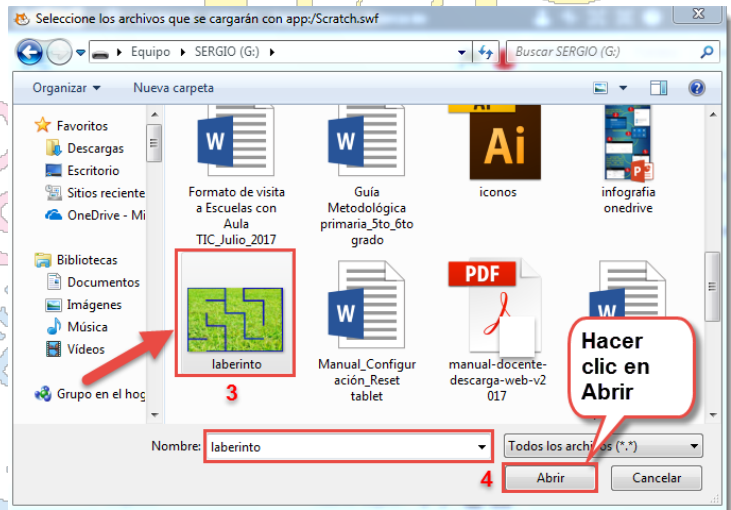 Seleccione los archivos que se cargarán con app:/Scratch.swf
Equipo SERGIO (G:)
Buscar SERGIO (G:)
Organizar
Nueva carpeta
Favoritos
Descargas
Escritorio
Sitios reciente
OneDrive - Mi
Bibliotecas
Documentos
Imágenes
Música
Vídeos
Grupo en el hog
W
Formato de visita
a Escuelas con
Aula
TIC_Julio_2017
W
Guía
Metodológica
primaria_5to_6to
grado
Ai
iconos
P
infografia
onedrive
laberinto
3
W
Manual_Configur
ación_Reset
tablet
PDF
manual-docente-
descarga-web-v2
017
W
Hacer
clic en
Abrir
Nombre:
laberinto
Todos los archivos (*.*)
4
Abrir
Cancelar